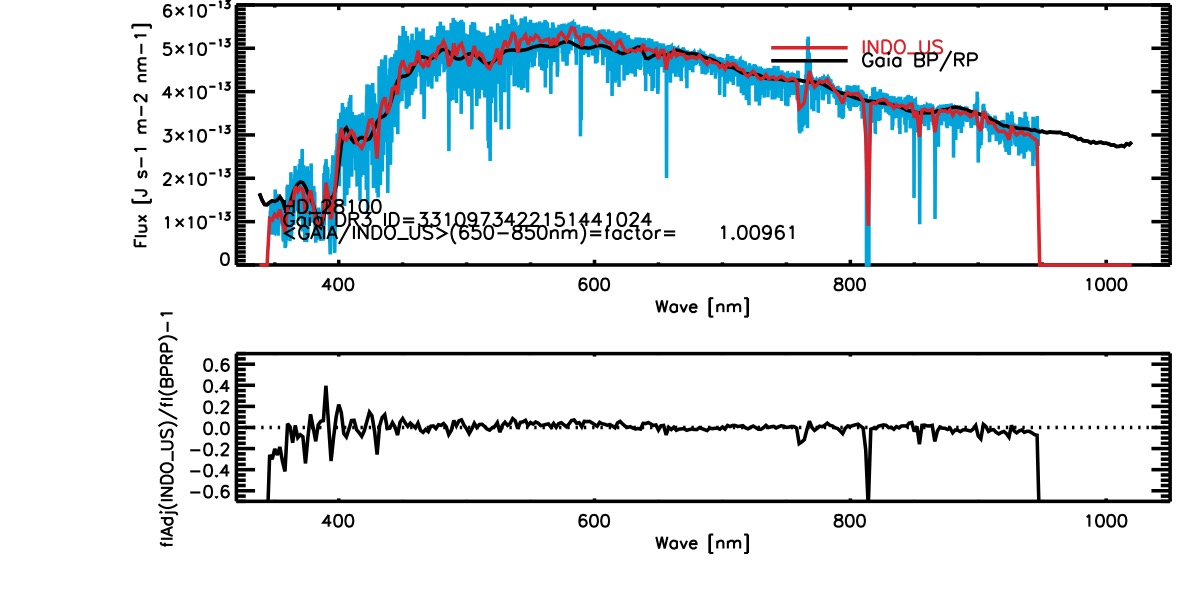 6×10⁻¹³
5×10⁻¹³
4×10⁻¹³
3×10⁻¹³
2×10⁻¹³
1×10⁻¹³
0
Flux [J s−1 m−2 nm−1]
INDO_US
Gaia BP/RP
HD_28100
Gaia DR3 ID=3310973422151441024
<GAIA/INDO_US>(650−850nm)=factor= 1.00961
400 600 800 1000
Wave [nm]
0.6
0.4
0.2
0.0
−0.2
−0.4
−0.6
flAdj(INDO_US)/fl(BPRP)−1
400 600 800 1000
Wave [nm]